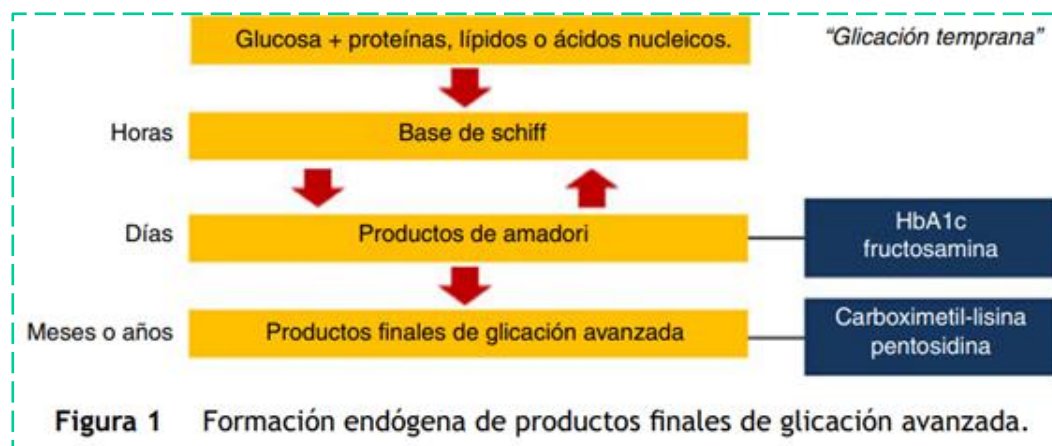 Glucosa + proteínas, lípidos o ácidos nucleicos.
“Glicación temprana”
Horas
Base de schiff
Días
Productos de amadori
HbA1c
fructosamina
Meses o años
Productos finales de glicación avanzada
Carboximetil-lisina
pentosidina
Figura 1 Formación endógena de productos finales de glicación avanzada.